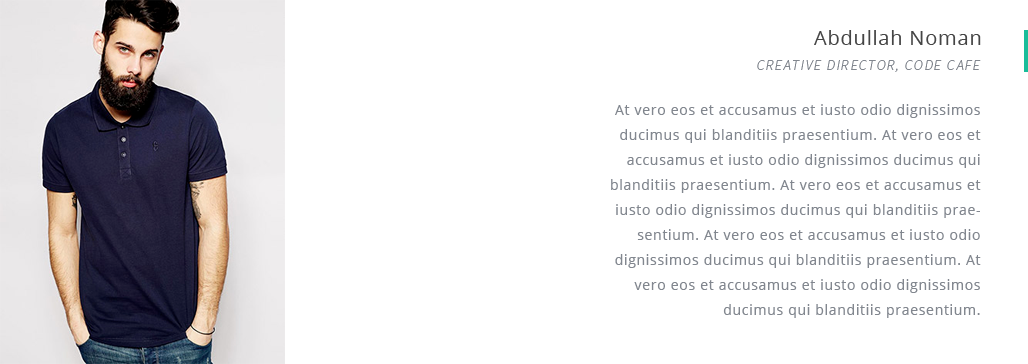 Abdullah Noman
CREATIVE DIRECTOR, CODE CAFE
At vero eos et accusamus et iusto odio dignissimos
ducimus qui blanditiis praesentium. At vero eos et
accusamus et iusto odio dignissimos ducimus qui
blanditiis praesentium. At vero eos et accusamus et
iusto odio dignissimos ducimus qui blanditiis prae-
sentium. At vero eos et accusamus et iusto odio
dignissimos ducimus qui blanditiis praesentium. At
vero eos et accusamus et iusto odio dignissimos
ducimus qui blanditiis praesentium.